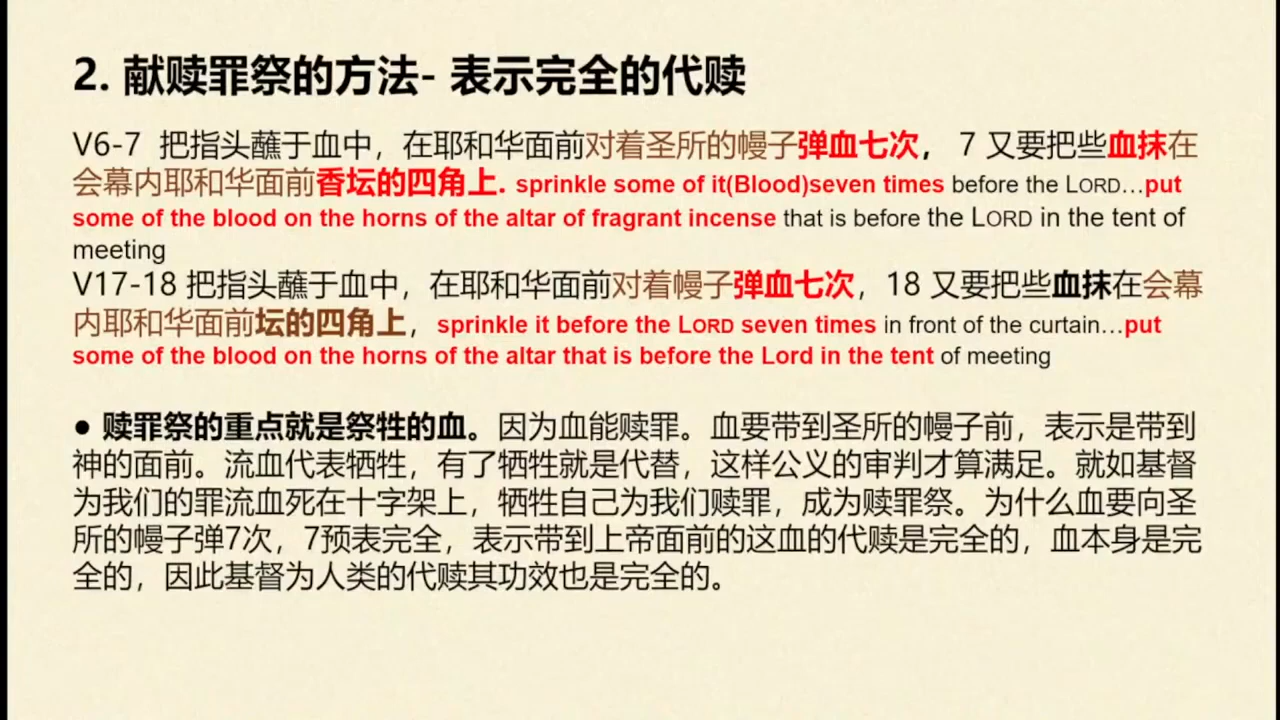 2. 献赎罪祭的方法- 表示完全的代赎
V6-7 把指头蘸于血中，在耶和华面前对着圣所的幔子弹血七次， 7 又要把些血抹在
会幕内耶和华面前香坛的四角上. sprinkle some of it(Blood)seven times before the LORD…put
some of the blood on the horns of the altar of fragrant incense that is before the LORD in the tent of
meeting
V17-18 把指头蘸于血中，在耶和华面前对着幔子弹血七次，18 又要把些血抹在会幕
内耶和华面前坛的四角上，sprinkle it before the LORD seven times in front of the curtain…put
some of the blood on the horns of the altar that is before the Lord in the tent of meeting
● 赎罪祭的重点就是祭牲的血。因为血能赎罪。血要带到圣所的幔子前，表示是带到
神的面前。流血代表牺牲，有了牺牲就是代替，这样公义的审判才算满足。就如基督
为我们的罪流血死在十字架上，牺牲自己为我们赎罪，成为赎罪祭。为什么血要向圣
所的幔子弹7次，7预表完全，表示带到上帝面前的这血的代赎是完全的，血本身是完
全的，因此基督为人类的代赎其功效也是完全的。